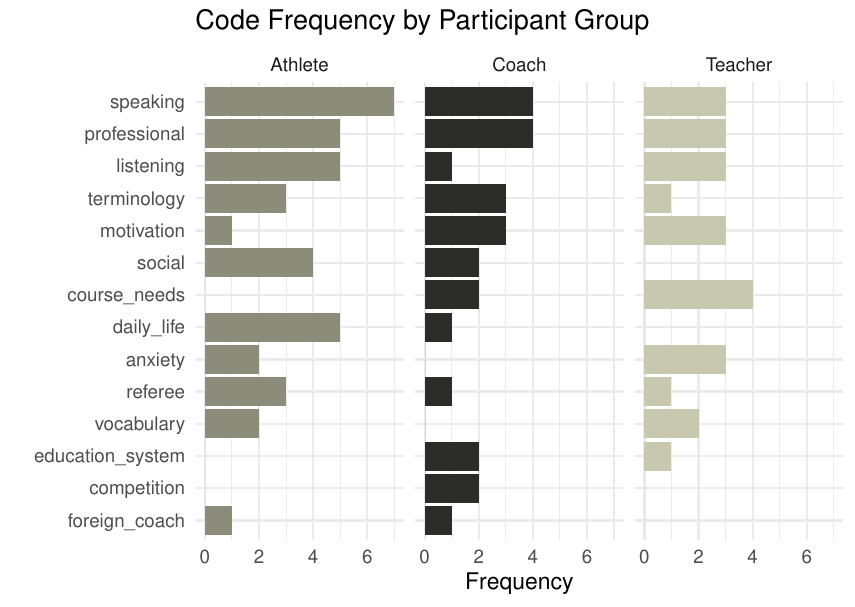 Code Frequency by Participant Group
Athlete Coach Teacher
speaking
professional
listening
terminology
motivation
social
course_needs
daily_life
anxiety
referee
vocabulary
education_system
competition
foreign_coach
0 2 4 6 0 2 4 6 0 2 4 6
Frequency